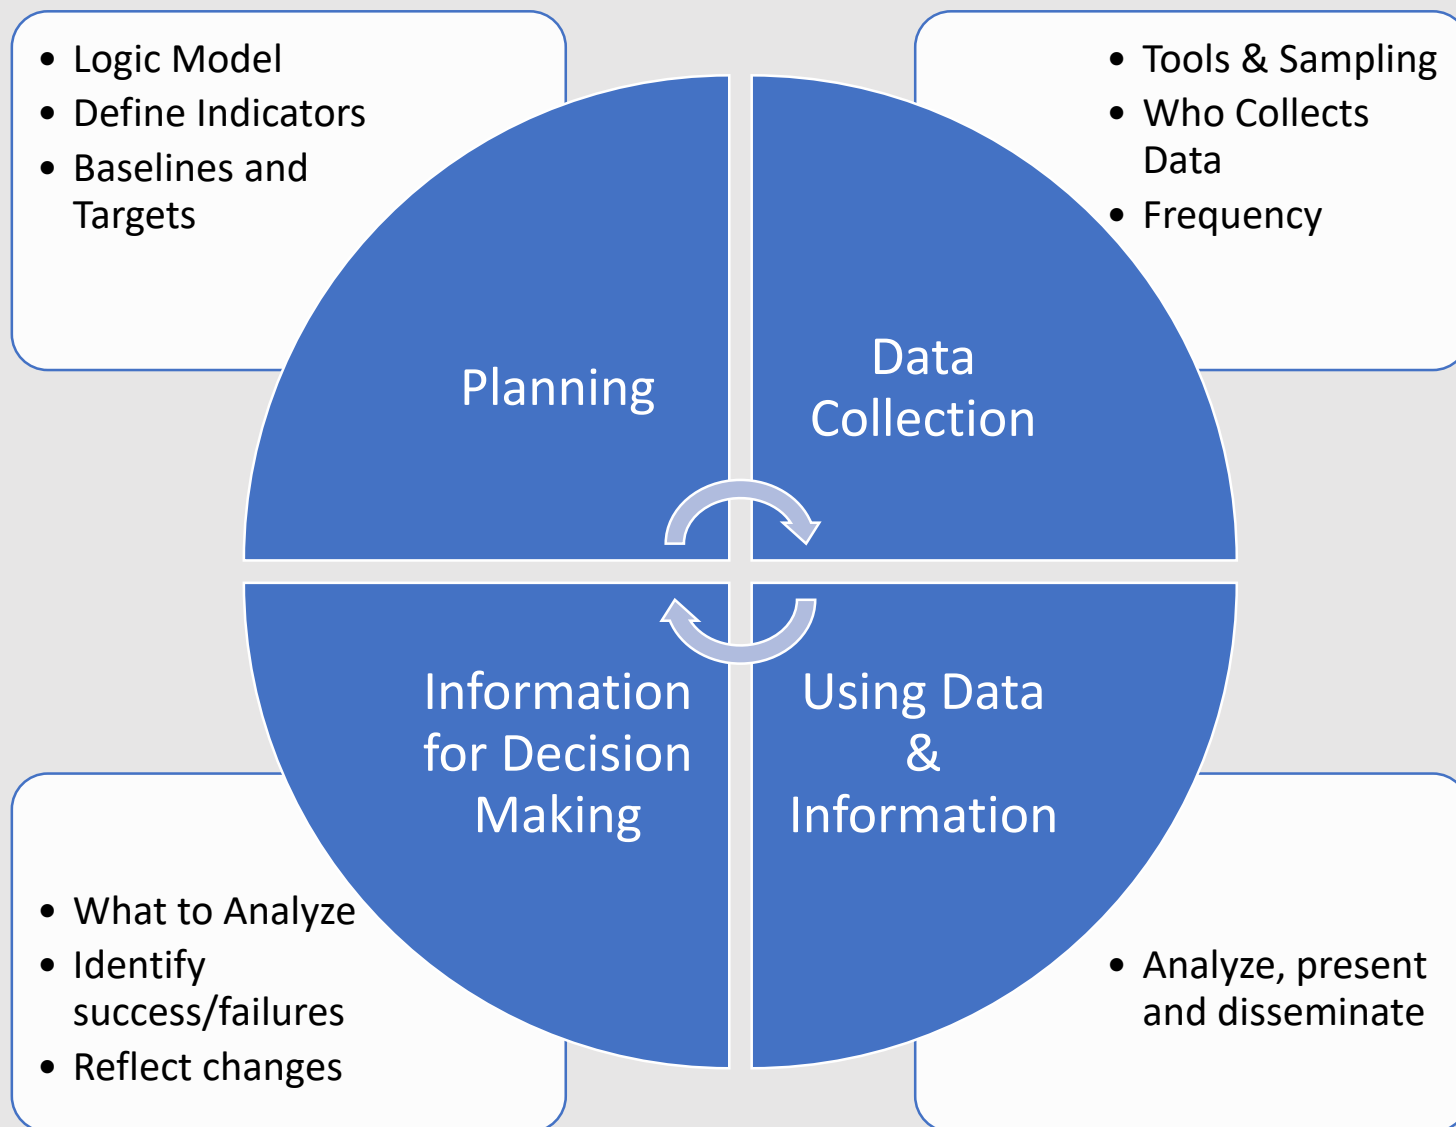 • Logic Model
• Define Indicators
• Baselines and
Targets
• Tools & Sampling
• Who Collects
Data
• Frequency
Planning
Data
Collection
Information
for Decision
Making
Using Data
&
Information
• What to Analyze
• Identify
success/failures
• Reflect changes
• Analyze, present
and disseminate